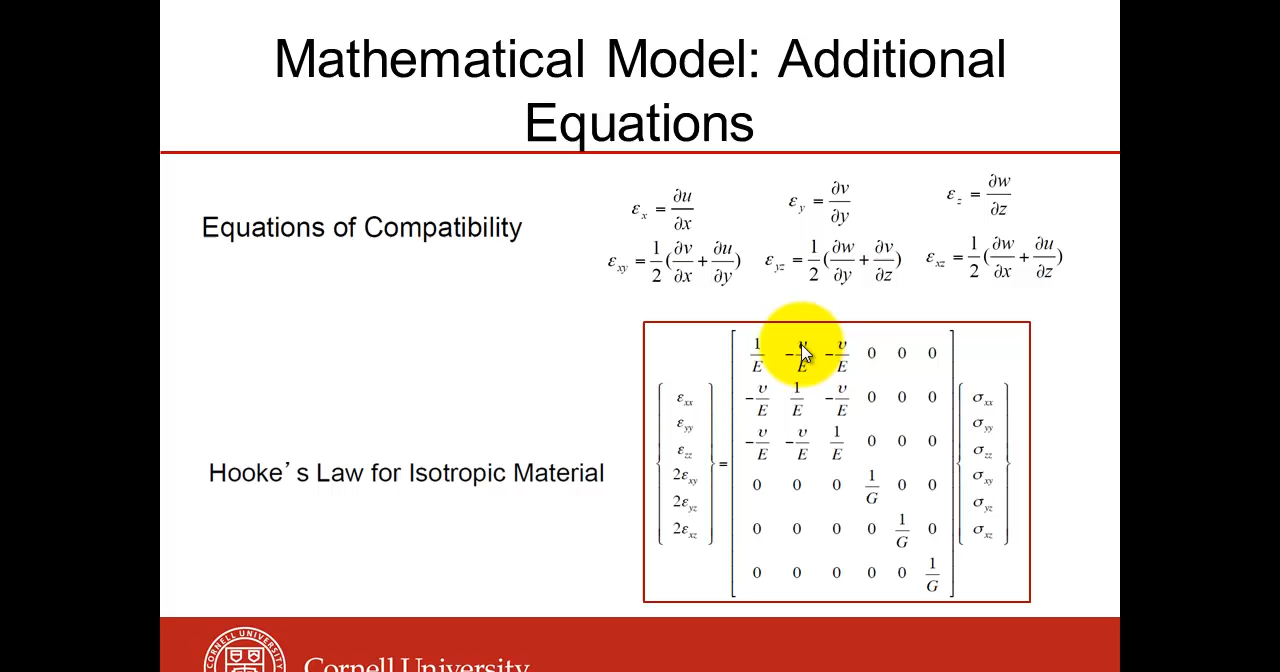 Mathematical Model: Additional
Equations
Equations of Compatibility
ε_x = ∂u/∂x   ε_y = ∂v/∂y   ε_z = ∂w/∂z
ε_xy = 1/2(∂v/∂x + ∂u/∂y)   ε_yz = 1/2(∂w/∂y + ∂v/∂z)   ε_xz = 1/2(∂w/∂x + ∂u/∂z)
Hooke’s Law for Isotropic Material
{ε_xx, ε_yy, ε_zz, 2ε_xy, 2ε_yz, 2ε_xz} =
[1/E  -υ/E  -υ/E  0  0  0
-υ/E  1/E  -υ/E  0  0  0
-υ/E  -υ/E  1/E  0  0  0
0  0  0  1/G  0  0
0  0  0  0  1/G  0
0  0  0  0  0  1/G]
{σ_xx, σ_yy, σ_zz, σ_xy, σ_yz, σ_xz}
CORNELL UNIVERSITY
Cornell University